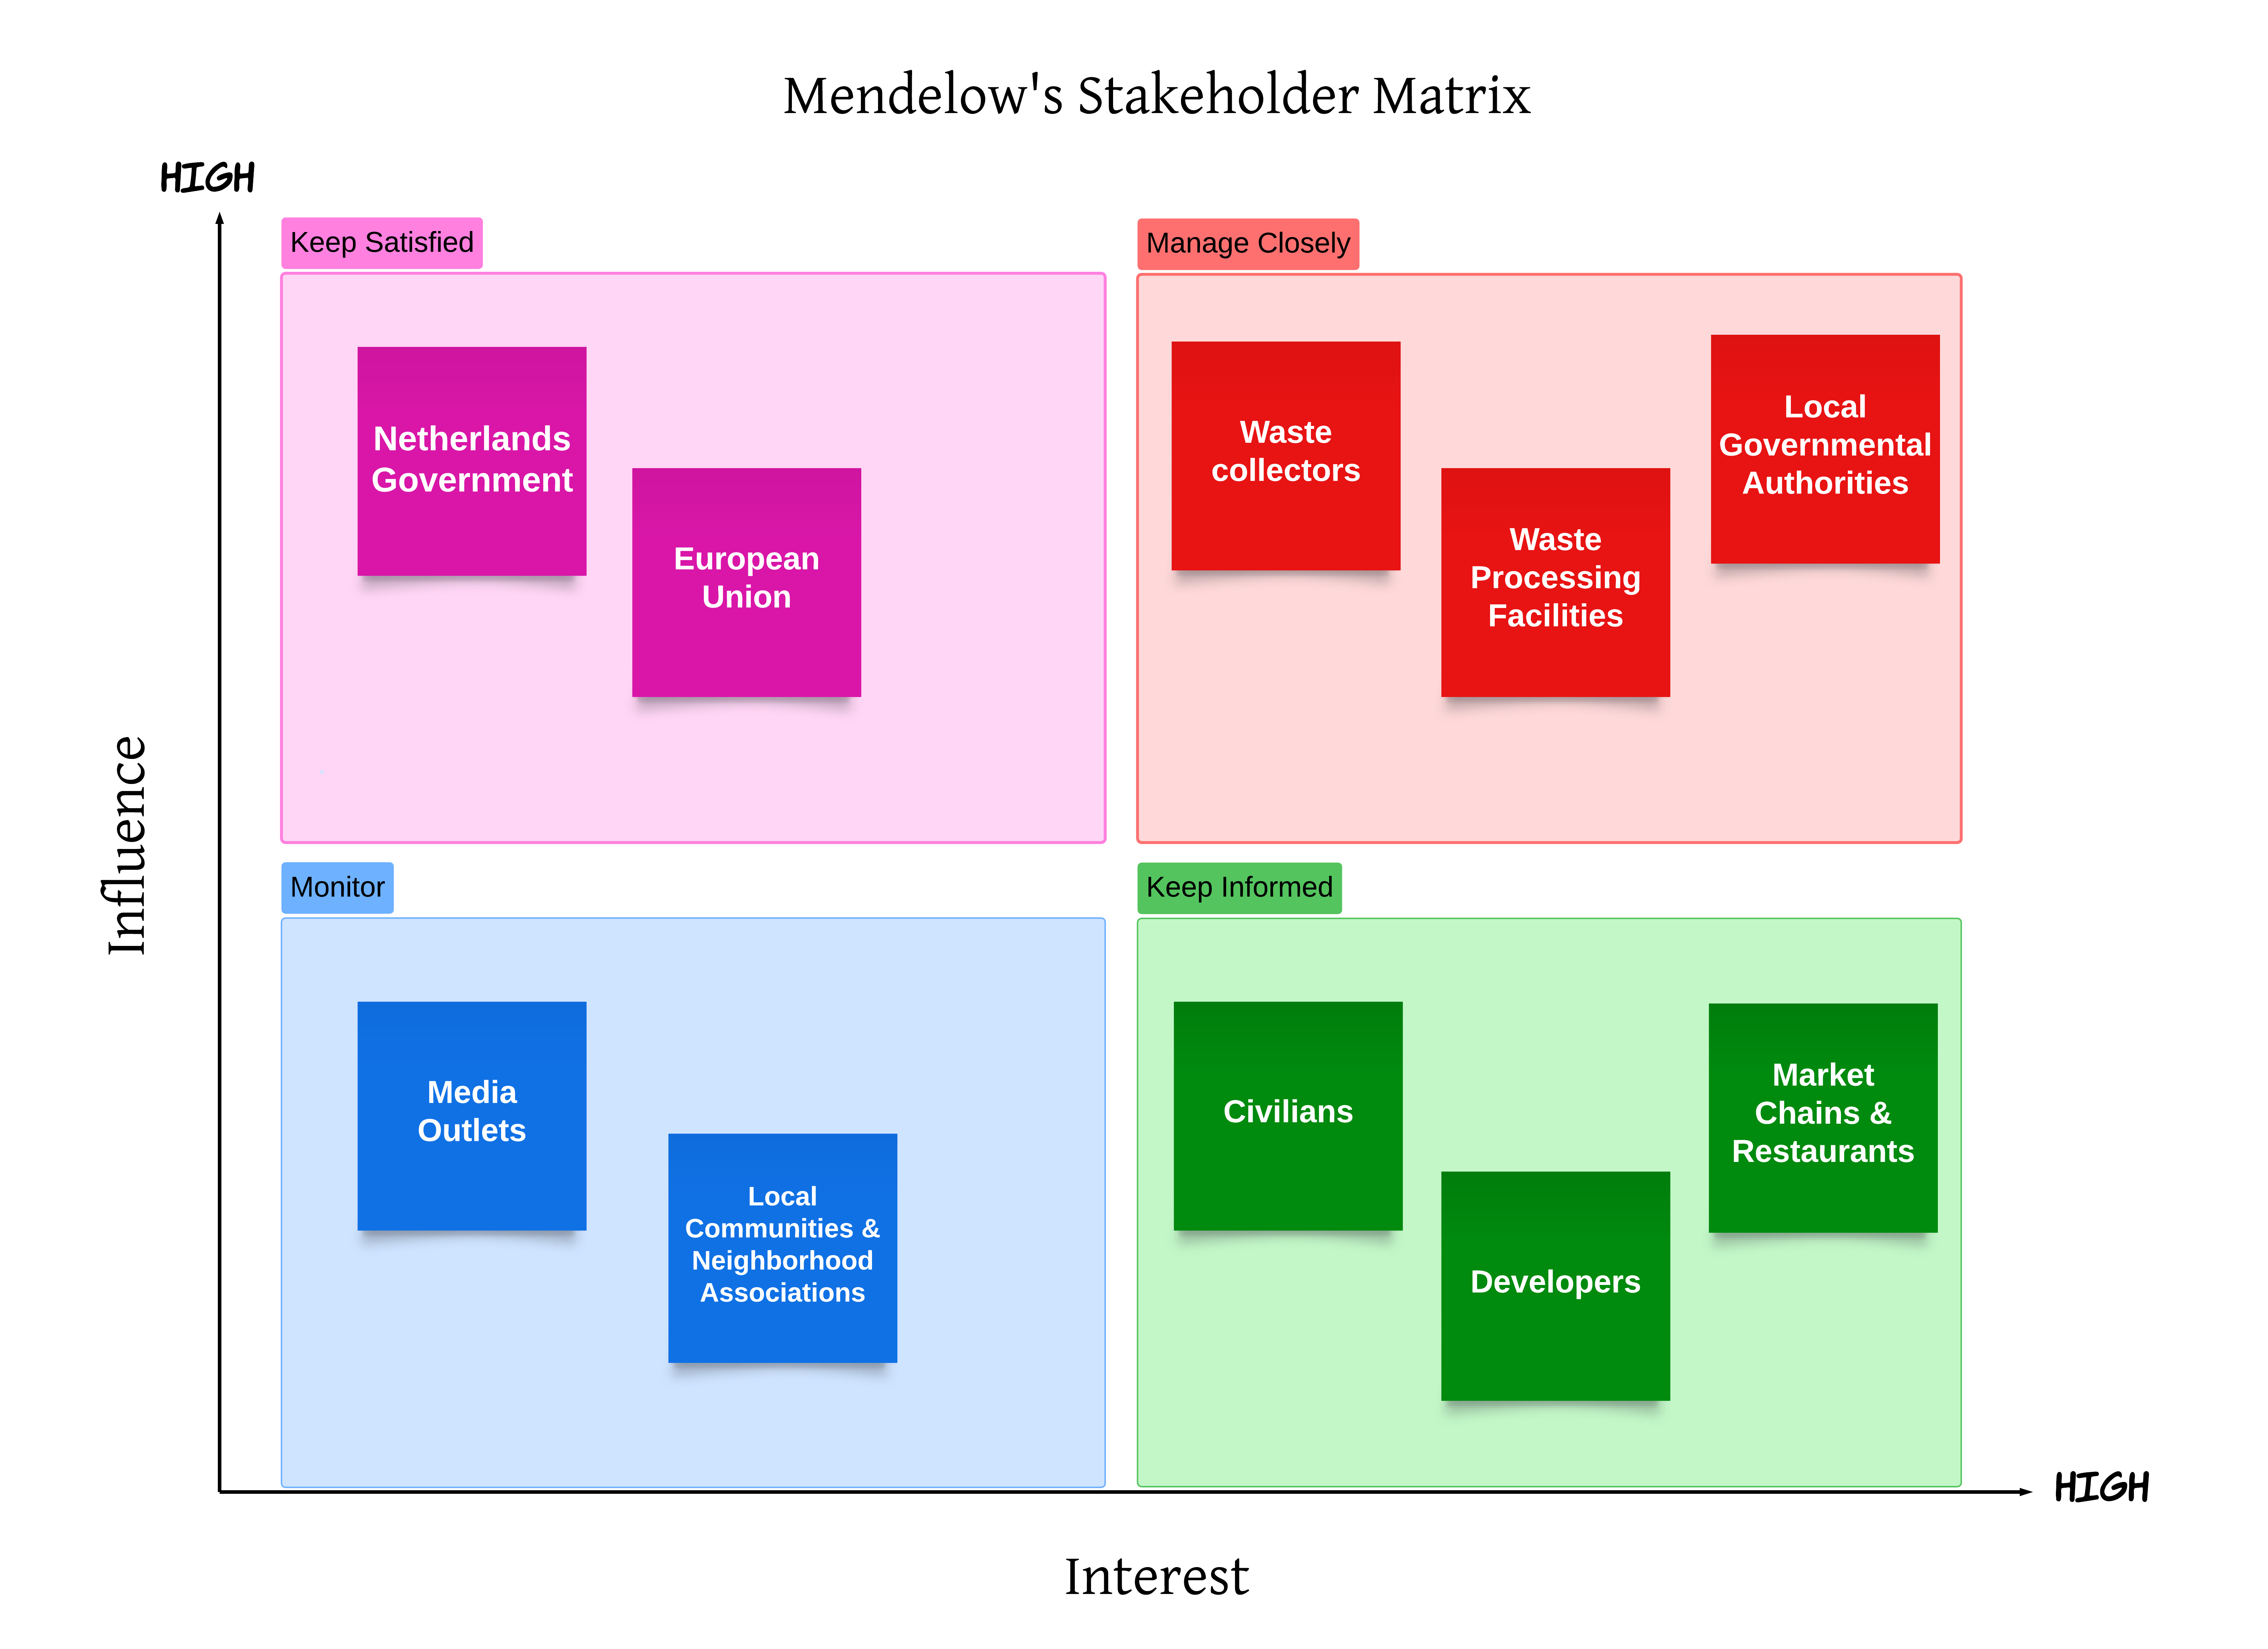 Mendelow's Stakeholder Matrix
HIGH
Keep Satisfied
Netherlands
Government
European
Union
Manage Closely
Waste
collectors
Waste
Processing
Facilities
Local
Governmental
Authorities
Influence
Monitor
Media
Outlets
Local
Communities &
Neighborhood
Associations
Keep Informed
Civilians
Developers
Market
Chains &
Restaurants
HIGH
Interest